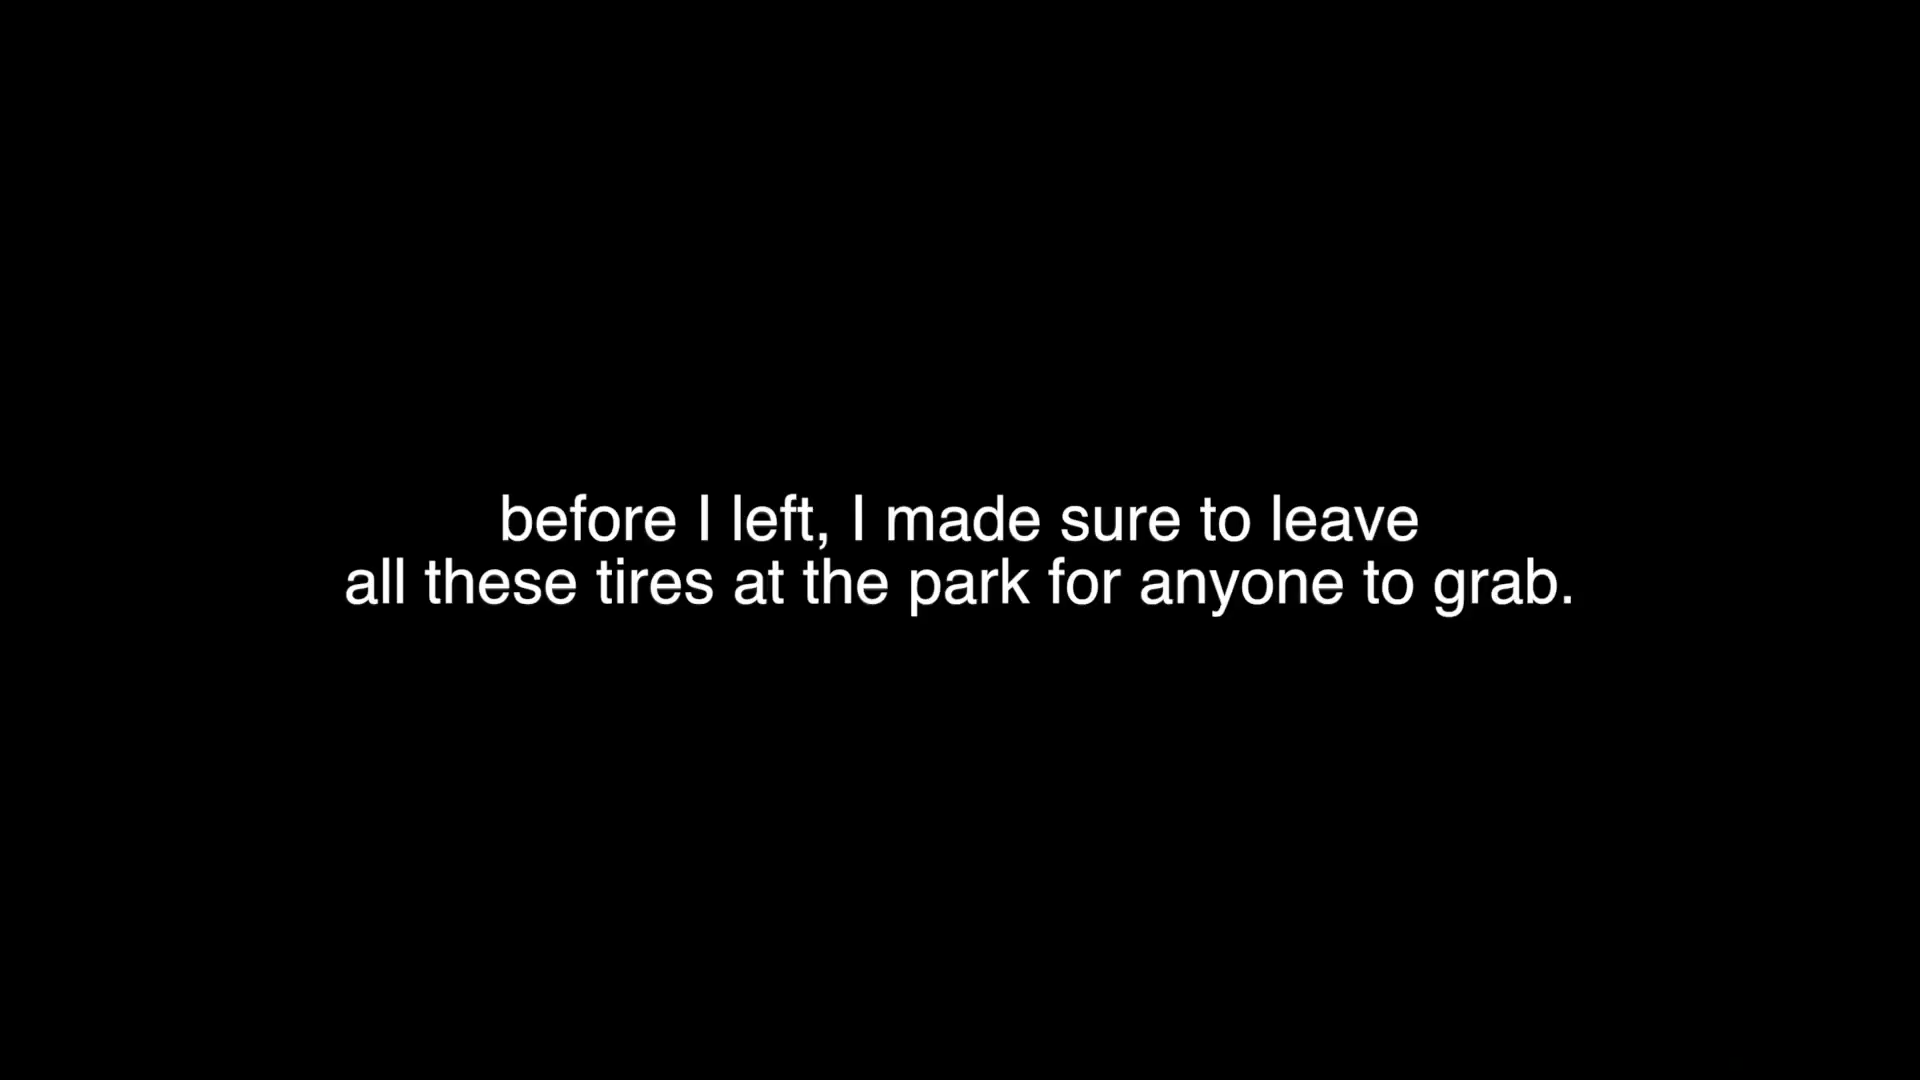 before I left, I made sure to leave
all these tires at the park for anyone to grab.